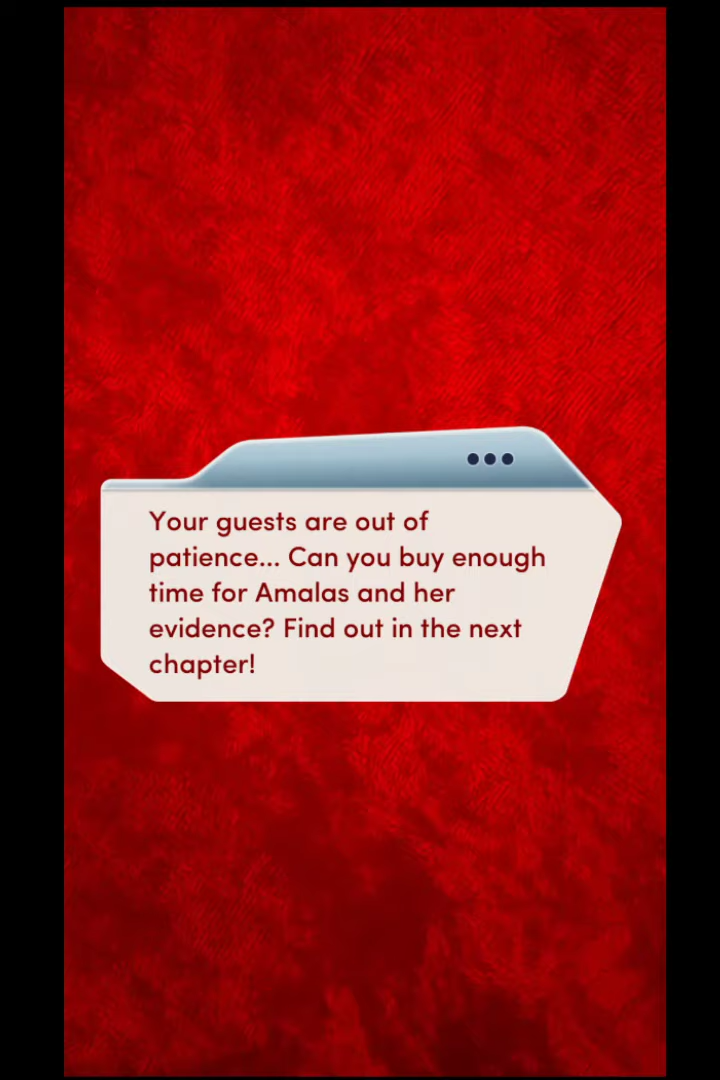 Your guests are out of
patience... Can you buy enough
time for Amalas and her
evidence? Find out in the next
chapter!